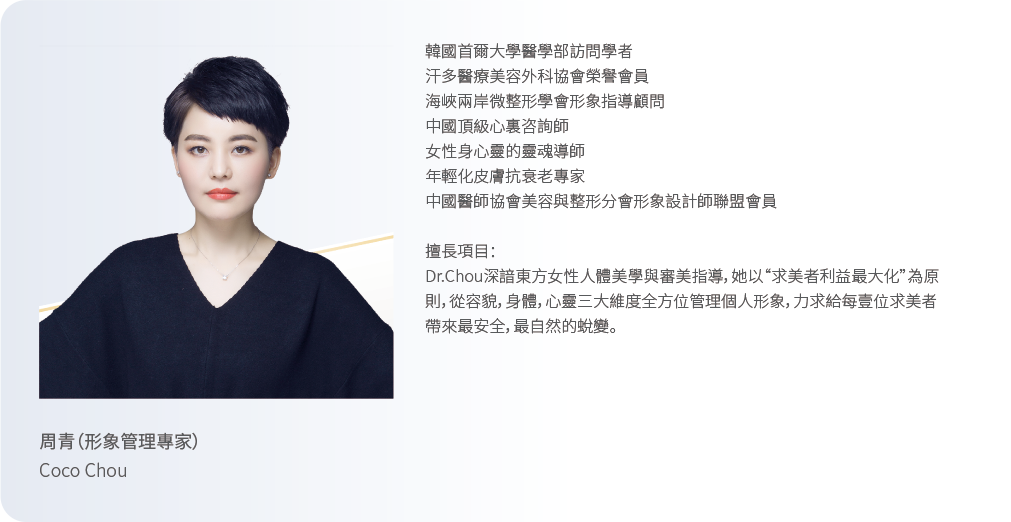 韓國首爾大學醫學部訪問學者
汗多醫療美容外科協會榮譽會員
海峽兩岸微整形學會形象指導顧問
中國頂級心裏咨詢師
女性身心靈的靈魂導師
年輕化皮膚抗衰老專家
中國醫師協會美容與整形分會形象設計師聯盟會員
擅長項目：
Dr.Chou深諳東方女性人體美學與審美指導，她以“求美者利益最大化”為原
則，從容貌，身體，心靈三大維度全方位管理個人形象，力求給每壹位求美者
帶來最安全，最自然的蛻變。
周青（形象管理專家）
Coco Chou